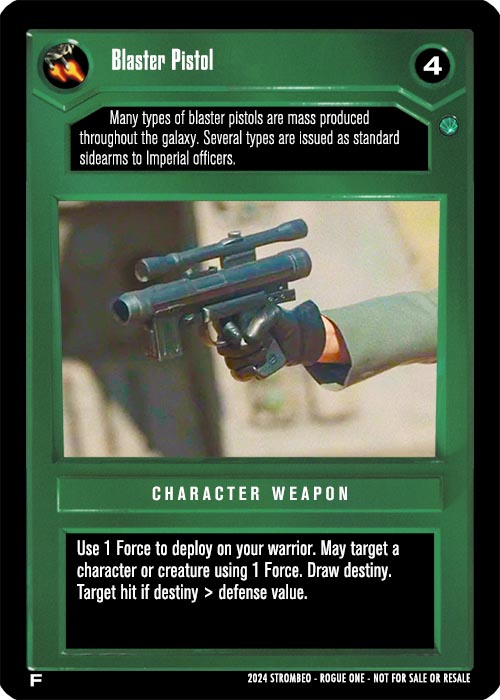 Blaster Pistol
4
Many types of blaster pistols are mass produced
throughout the galaxy. Several types are issued as standard
sidearms to Imperial officers.
CHARACTER WEAPON
Use 1 Force to deploy on your warrior. May target a
character or creature using 1 Force. Draw destiny.
Target hit if destiny > defense value.
F
2024 STROMBEO - ROGUE ONE - NOT FOR SALE OR RESALE